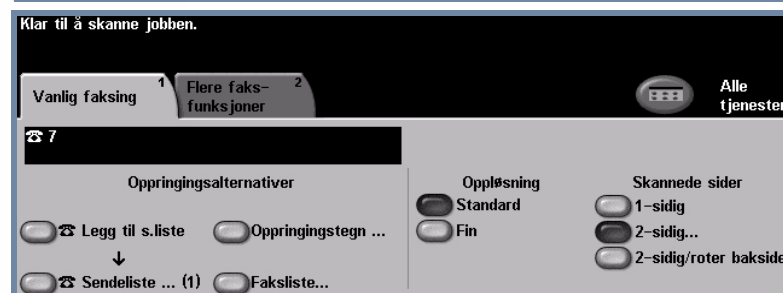 Klar til å skanne jobben.
Vanlig faksing 1
Flere faks- 2
funksjoner
Alle
tjenester
☎ 7
Oppringingsalternativer
Oppløsning
Skannede sider
☎ Legg til s.liste
Oppringingstegn ...
Standard
Fin
1-sidig
2-sidig...
2-sidig/roter bakside
↓
☎ Sendeliste ... (1)
Faksliste...